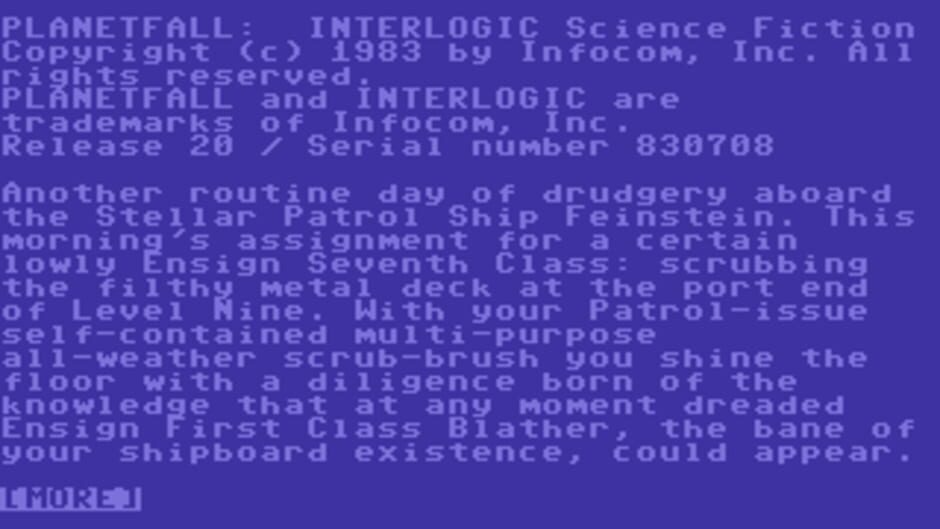 PLANETFALL:  INTERLOGIC Science Fiction
Copyright (c) 1983 by Infocom, Inc. All
rights reserved.
PLANETFALL and INTERLOGIC are
trademarks of Infocom, Inc.
Release 20 / Serial number 830708
Another routine day of drudgery aboard
the Stellar Patrol Ship Feinstein. This
morning's assignment for a certain
lowly Ensign Seventh Class: scrubbing
the filthy metal deck at the port end
of Level Nine. With your Patrol-issue
self-contained multi-purpose
all-weather scrub-brush you shine the
floor with a diligence born of the
knowledge that at any moment dreaded
Ensign First Class Blather, the bane of
your shipboard existence, could appear.
[MORE]